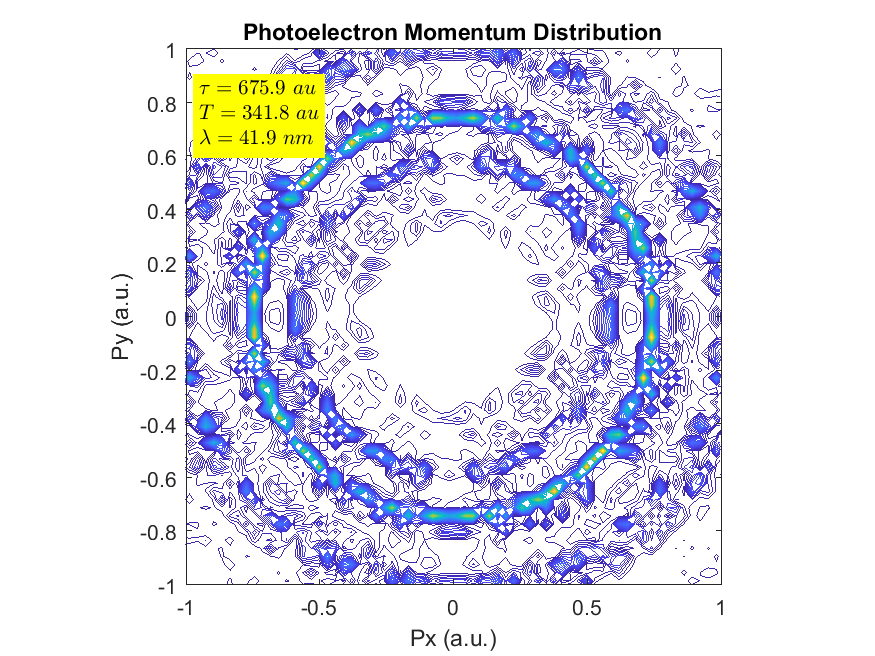 Photoelectron Momentum Distribution
τ = 675.9 au
T = 341.8 au
λ = 41.9 nm
1
0.8
0.6
0.4
0.2
0
-0.2
-0.4
-0.6
-0.8
-1
Py (a.u.)
-1 -0.5 0 0.5 1
Px (a.u.)